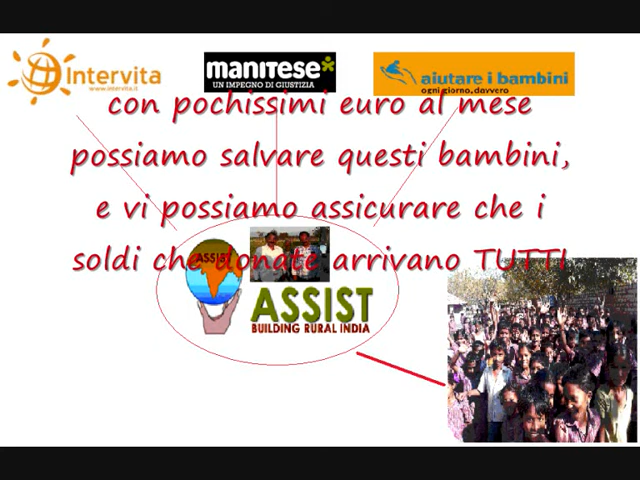 Intervita
www.intervita.it
manitese*
UN IMPEGNO DI GIUSTIZIA
aiutare i bambini
ogni giorno, davvero
con pochissimi euro al mese
possiamo salvare questi bambini,
e vi possiamo assicurare che i
soldi che donate arrivano TUTTI
ASSIST
ASSIST
BUILDING RURAL INDIA